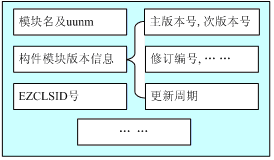 模块名及uunm
主版本号, 次版本号
构件模块版本信息
修订编号, … …
EZCLSID号
更新周期
… …